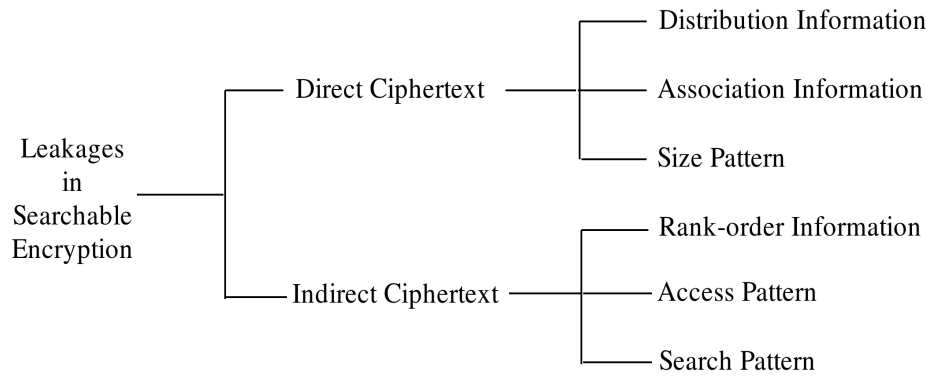 Leakages
in
Searchable
Encryption
Direct Ciphertext
Distribution Information
Association Information
Size Pattern
Indirect Ciphertext
Rank-order Information
Access Pattern
Search Pattern